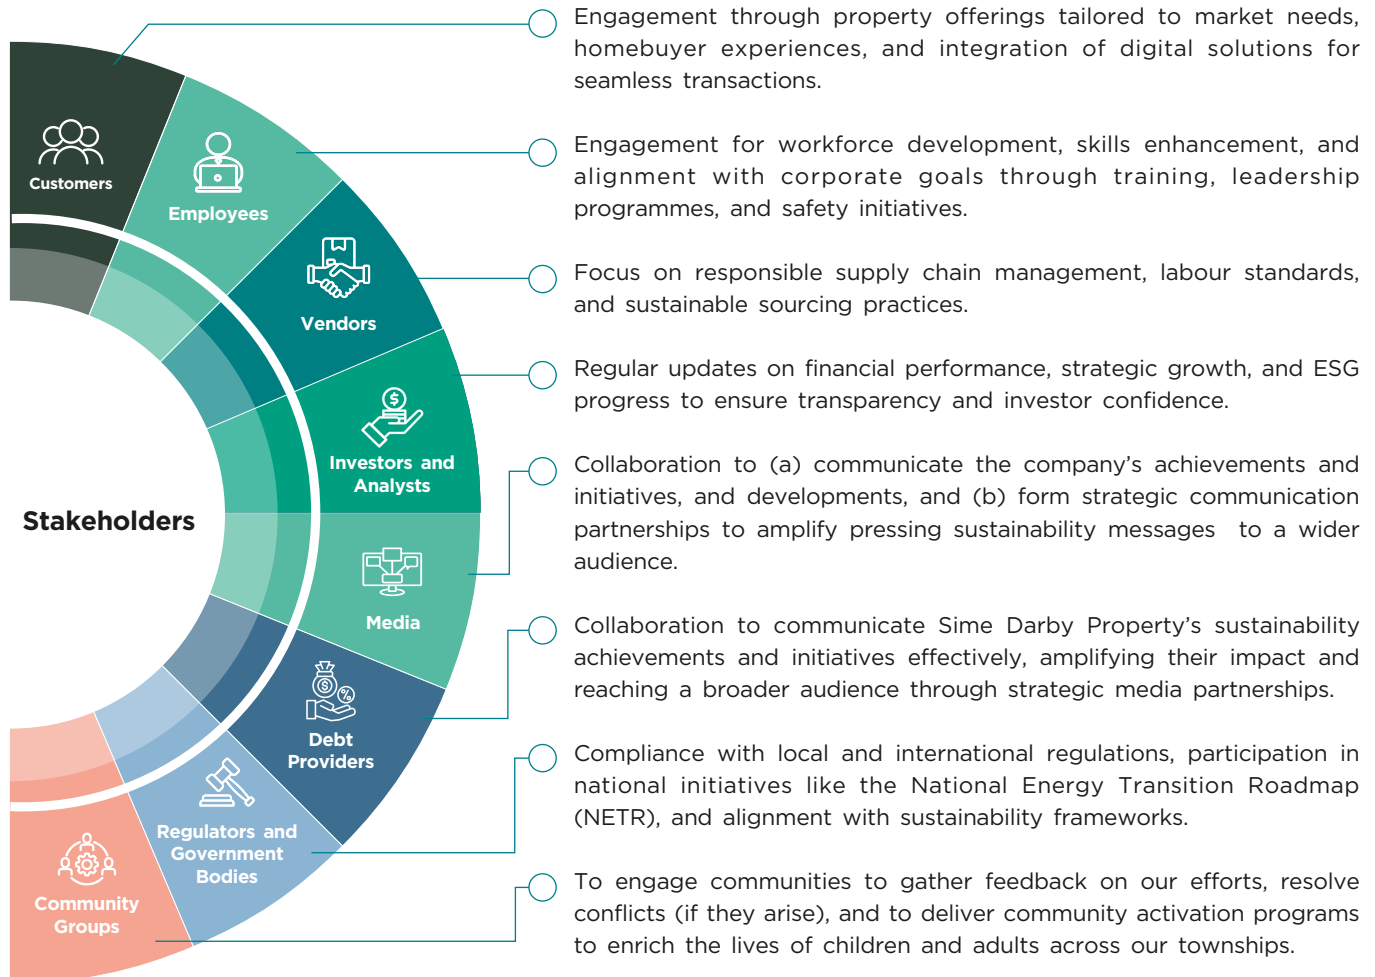 Engagement through property offerings tailored to market needs,
homebuyer experiences, and integration of digital solutions for
seamless transactions.
Customers
Engagement for workforce development, skills enhancement, and
alignment with corporate goals through training, leadership
programmes, and safety initiatives.
Employees
Focus on responsible supply chain management, labour standards,
and sustainable sourcing practices.
Vendors
Regular updates on financial performance, strategic growth, and ESG
progress to ensure transparency and investor confidence.
Investors and
Analysts
Collaboration to (a) communicate the company’s achievements and
initiatives, and developments, and (b) form strategic communication
partnerships to amplify pressing sustainability messages to a wider
audience.
Stakeholders
Media
Collaboration to communicate Sime Darby Property’s sustainability
achievements and initiatives effectively, amplifying their impact and
reaching a broader audience through strategic media partnerships.
Debt
Providers
Compliance with local and international regulations, participation in
national initiatives like the National Energy Transition Roadmap
(NETR), and alignment with sustainability frameworks.
Regulators and
Government
Bodies
To engage communities to gather feedback on our efforts, resolve
conflicts (if they arise), and to deliver community activation programs
to enrich the lives of children and adults across our townships.
Community
Groups